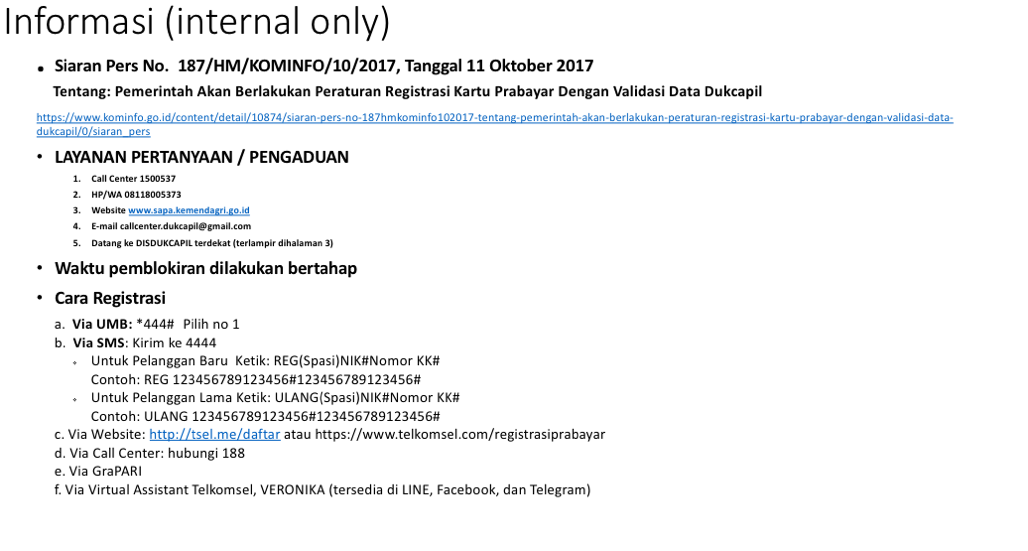 Informasi (internal only)
• Siaran Pers No.  187/HM/KOMINFO/10/2017, Tanggal 11 Oktober 2017
Tentang: Pemerintah Akan Berlakukan Peraturan Registrasi Kartu Prabayar Dengan Validasi Data Dukcapil
https://www.kominfo.go.id/content/detail/10874/siaran-pers-no-187hmkominfo102017-tentang-pemerintah-akan-berlakukan-peraturan-registrasi-kartu-prabayar-dengan-validasi-data-
dukcapil/0/siaran_pers
• LAYANAN PERTANYAAN / PENGADUAN
1. Call Center 1500537
2. HP/WA 08118005373
3. Website www.sapa.kemendagri.go.id
4. E-mail callcenter.dukcapil@gmail.com
5. Datang ke DISDUKCAPIL terdekat (terlampir dihalaman 3)
• Waktu pemblokiran dilakukan bertahap
• Cara Registrasi
a. Via UMB: *444#  Pilih no 1
b. Via SMS: Kirim ke 4444
• Untuk Pelanggan Baru  Ketik: REG(Spasi)NIK#Nomor KK#
Contoh: REG 123456789123456#123456789123456#
• Untuk Pelanggan Lama Ketik: ULANG(Spasi)NIK#Nomor KK#
Contoh: ULANG 123456789123456#123456789123456#
c. Via Website: http://tsel.me/daftar atau https://www.telkomsel.com/registrasiprabayar
d. Via Call Center: hubungi 188
e. Via GraPARI
f. Via Virtual Assistant Telkomsel, VERONIKA (tersedia di LINE, Facebook, dan Telegram)